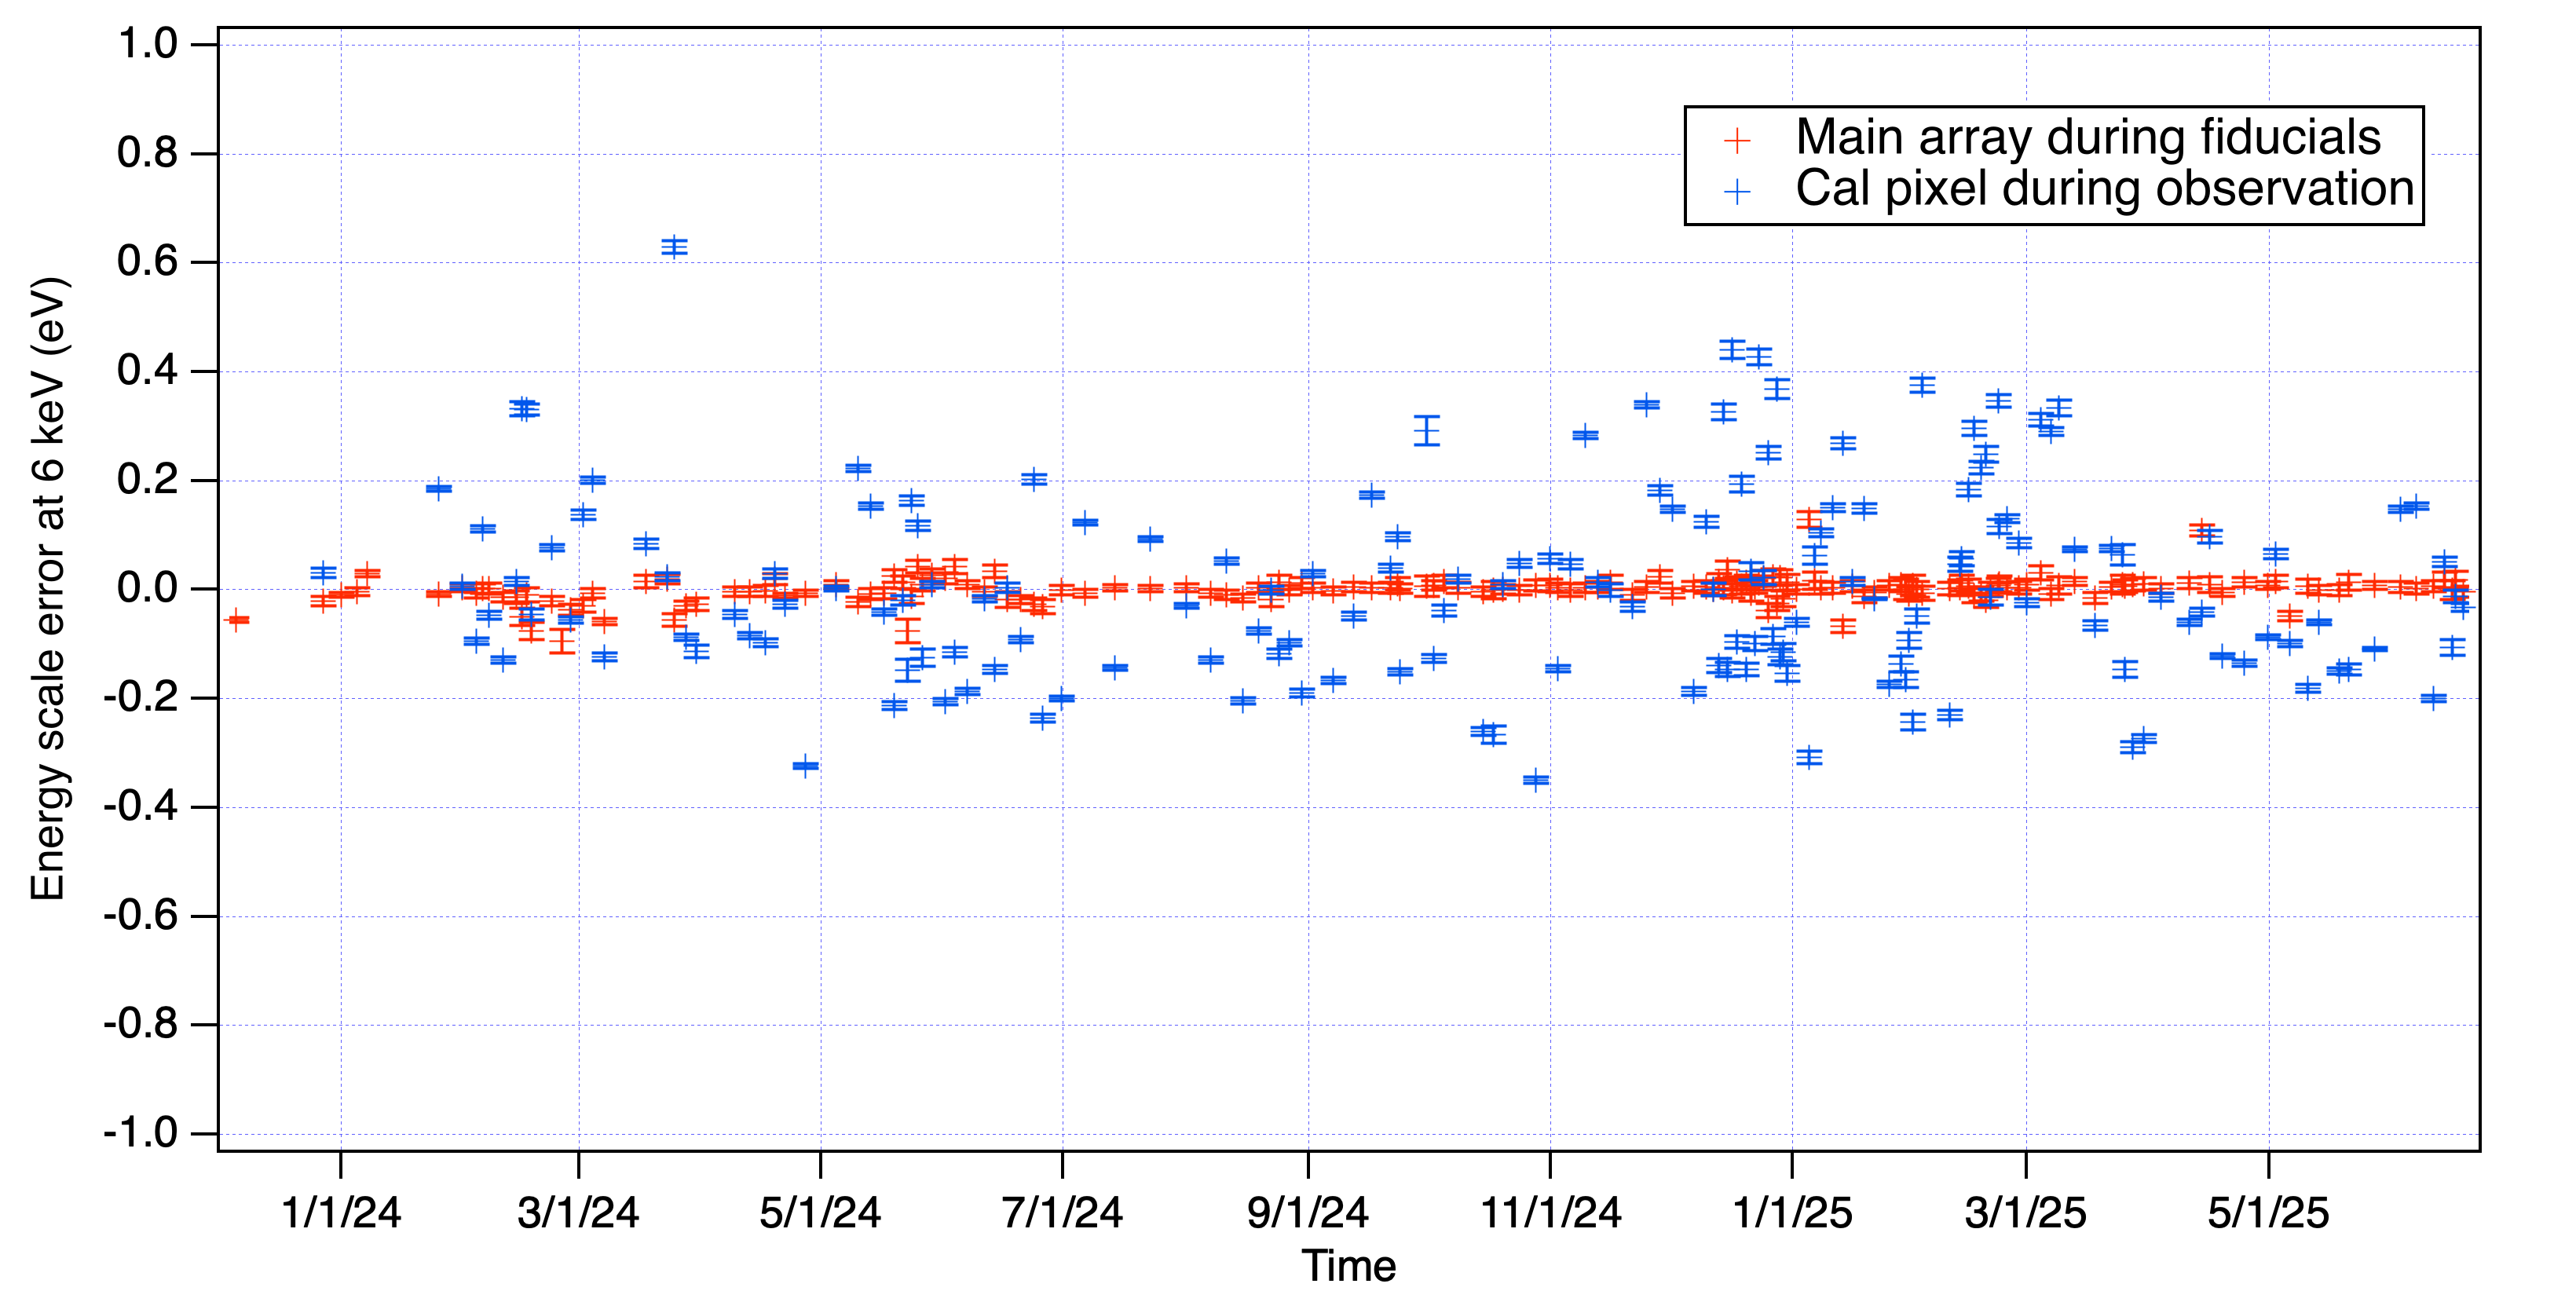 1.0
0.8
0.6
0.4
0.2
0.0
-0.2
-0.4
-0.6
-0.8
-1.0
Energy scale error at 6 keV (eV)
Main array during fiducials
Cal pixel during observation
1/1/24 3/1/24 5/1/24 7/1/24 9/1/24 11/1/24 1/1/25 3/1/25 5/1/25
Time